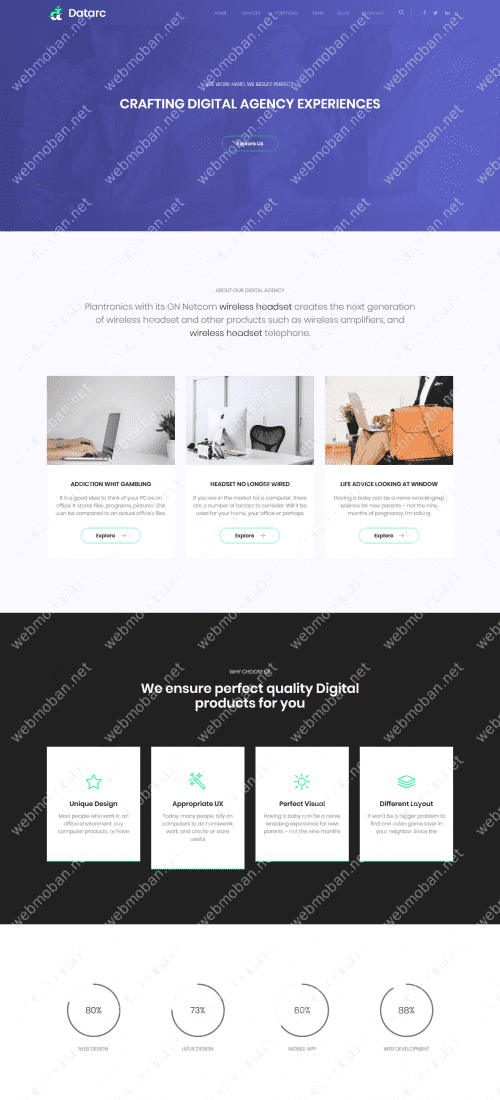 Datarc
HOME SERVICES PORTFOLIO TEAM BLOG CONTACT
WE WORK HARD, WE RESULT PERFECT
CRAFTING DIGITAL AGENCY EXPERIENCES
Explore Us
ABOUT OUR DIGITAL AGENCY
Plantronics with its GN Netcom wireless headset creates the next generation
of wireless headset and other products such as wireless amplifiers, and
wireless headset telephone.
ADDICTION WHIT GAMBLING
It is a good idea to think of your PC as an
office. It stores files, programs, pictures. This
can be compared to an actual office's files
Explore
HEADSET NO LONGER WIRED
If you are in the market for a computer, there
are a number of factors to consider. Will it be
used for your home, your office or perhaps
Explore
LIFE ADVICE LOOKING AT WINDOW
Having a baby can be a nerve wracking exp
erience for new parents – not the nine
months of pregnancy, I'm talking
Explore
WHY CHOOSE US
We ensure perfect quality Digital
products for you
Unique Design
Most people who work in an
office environment, buy
computer products, or have
Appropriate UX
Today, many people rely on
computers to do homework,
work, and create or store
useful
Perfect Visual
Having a baby can be a nerve
wracking experience for new
parents – not the nine months
Different Layout
It won't be a bigger problem to
find one video game lover in
your neighbor. Since the
80%
WEB DESIGN
73%
UI/UX DESIGN
60%
MOBILE APP
88%
WEB DEVELOPMENT
webmoban.net